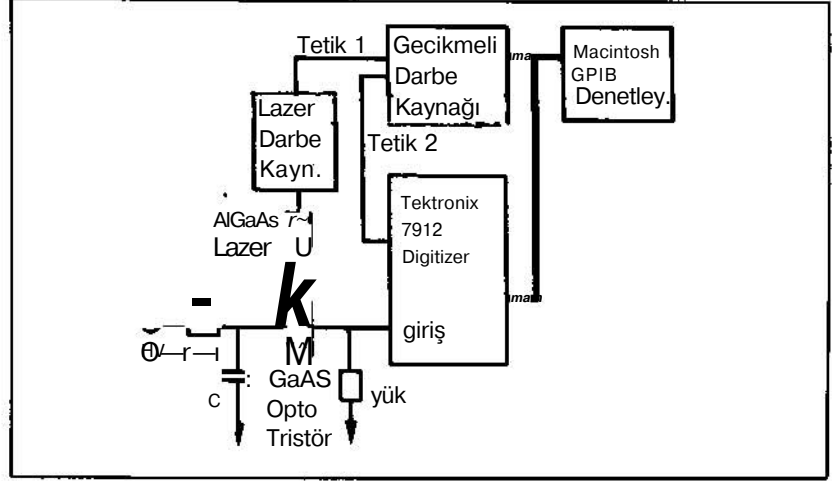 Tetik 1
Gecikmeli
Darbe
Kaynağı
Macintosh
GPIB
Denetley.
Lazer
Darbe
Kayn.
Tetik 2
AlGaAs
Lazer
Tektronix
7912
Digitizer
giriş
C
GaAS
Opto
Tristör
yük